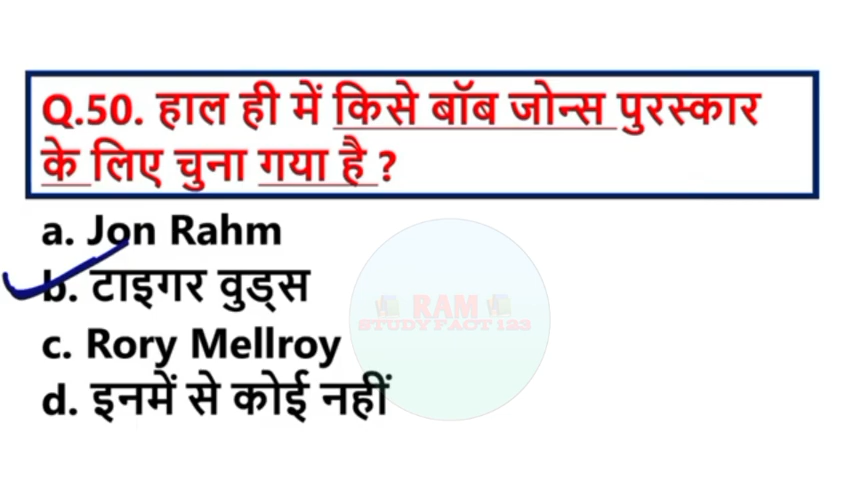 Q.50. हाल ही में किसे बॉब जोन्स पुरस्कार
के लिए चुना गया है ?
a. Jon Rahm
b. टाइगर वुड्स
c. Rory Mellroy
d. इनमें से कोई नहीं
RAM
STUDY FACT 123